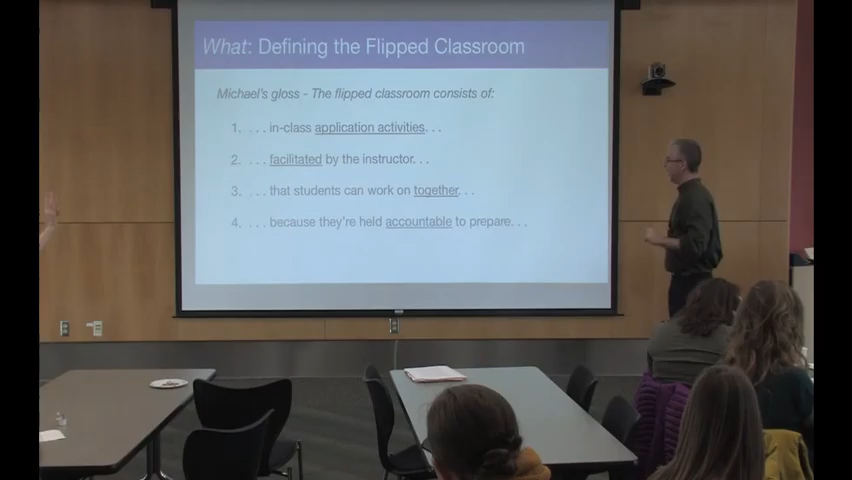 What: Defining the Flipped Classroom
Michael's gloss - The flipped classroom consists of:
1. . . . in-class application activities. . .
2. . . . facilitated by the instructor. . .
3. . . . that students can work on together. . .
4. . . . because they're held accountable to prepare. . .